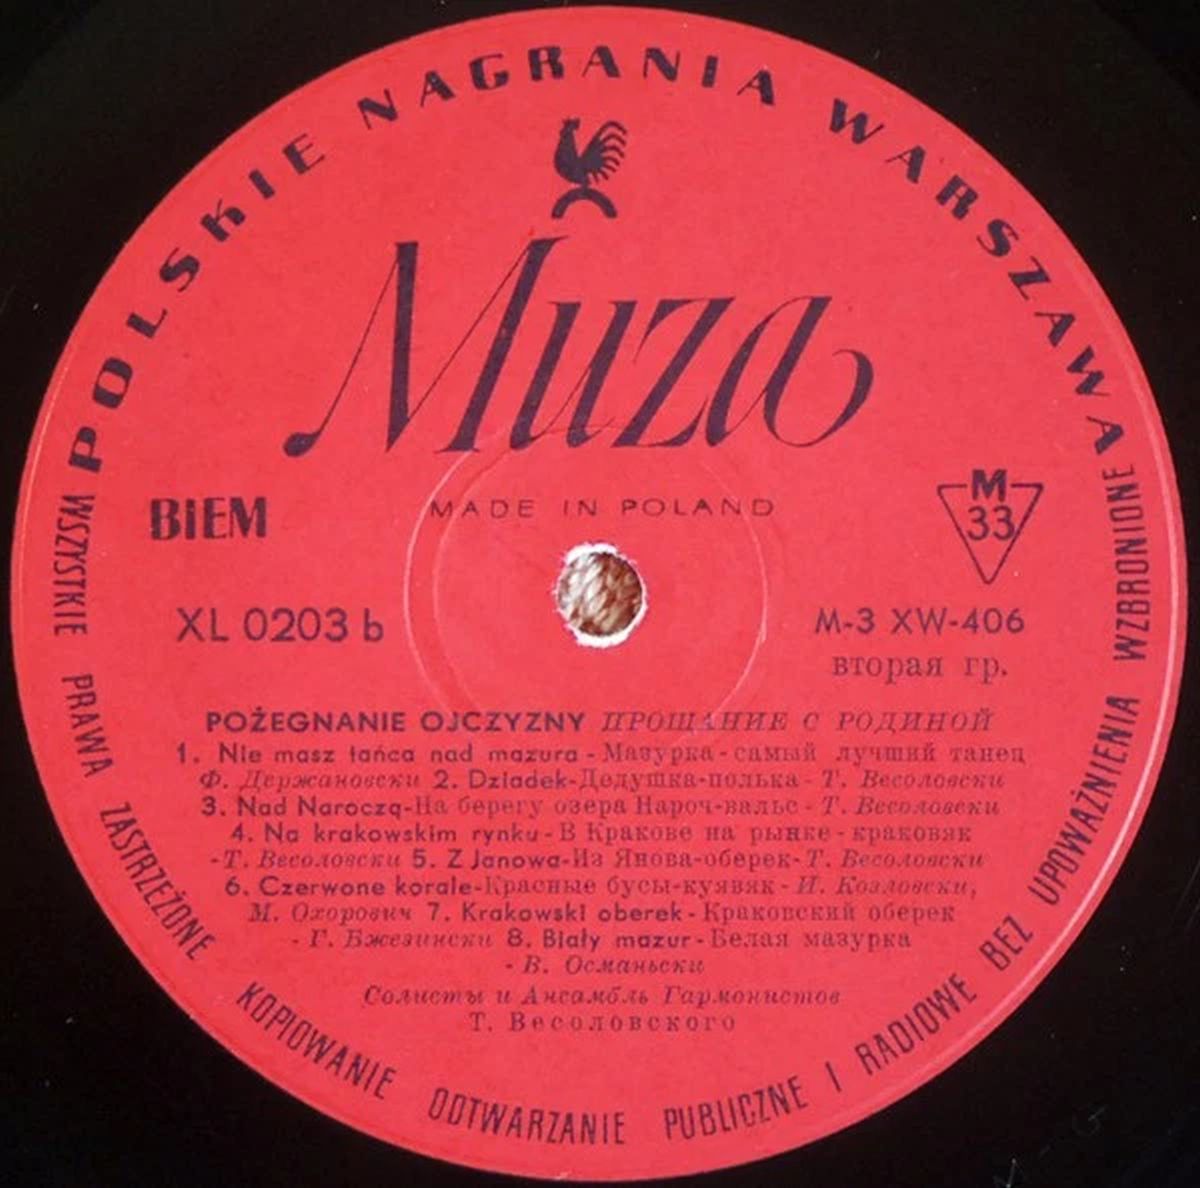 POLSKIE NAGRANIA WARSZAWA
Muza
BIEM
MADE IN POLAND
M
33
XL 0203 b
M-3 XW-406
вторая гр.
POŻEGNANIE OJCZYZNY ПРОЩАНИЕ С РОДИНОЙ
1. Nie masz tańca nad mazura - Мазурка - самый лучший танец
Ф. Держановски 2. Dziadek-Дедушка-полька - Т. Весоловски
3. Nad Naroczą-На берегу озера Нароч-вальс - Т. Весоловски
4. Na krakowskim rynku - В Кракове на рынке - краковяк
-Т. Весоловски 5. Z Janowa-Из Янова-оберек- Т. Весоловски
6. Czerwone korale-Красные бусы-куявяк - И. Козловски,
М. Охорович 7. Krakowski oberek - Краковский оберек
- Г. Бжезински 8. Biały mazur - Белая мазурка
- В. Османьски
Солисты и Ансамбль Гармонистов
Т. Весоловского
WSZYSTKIE PRAWA ZASTRZEŻONE KOPIOWANIE ODTWARZANIE PUBLICZNE I RADIOWE BEZ UPOWAŻNIENIA WZBRONIONE